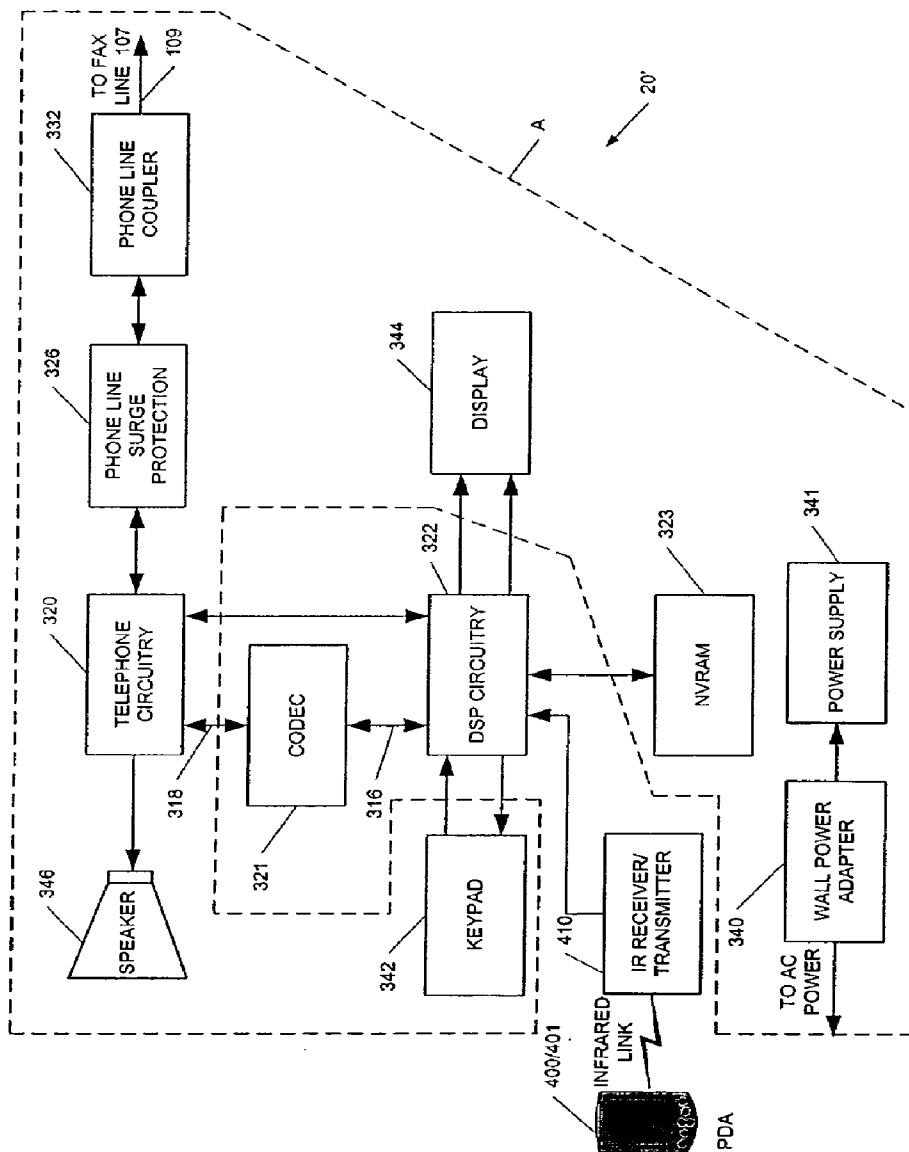 TO FAX
LINE 107
109
332
PHONE LINE
COUPLER
326
PHONE LINE
SURGE
PROTECTION
320
TELEPHONE
CIRCUITRY
318
346
SPEAKER
A
20'
344
DISPLAY
322
DSP CIRCUITRY
CODEC
321
316
KEYPAD
342
323
NVRAM
341
POWER SUPPLY
WALL POWER
ADAPTER
340
TO AC
POWER
IR RECEIVER/
TRANSMITTER
410
INFRARED
LINK
400/401
PDA